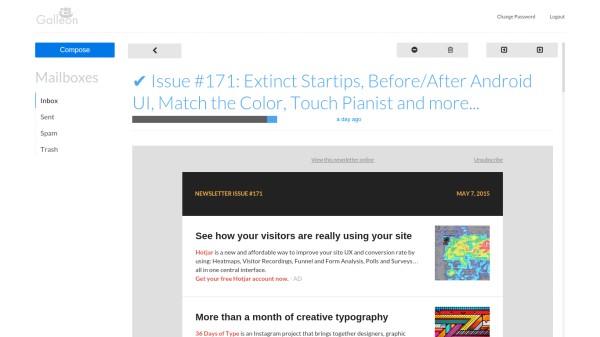 Galleon
Change Password
Logout
Compose
Mailboxes
Inbox
Sent
Spam
Trash
✔ Issue #171: Extinct Startips, Before/After Android
UI, Match the Color, Touch Pianist and more...
a day ago
View this newsletter online
Unsubscribe
NEWSLETTER ISSUE #171
MAY 7, 2015
See how your visitors are really using your site
Hotjar is a new and affordable way to improve your site UX and conversion rate by
using: Heatmaps, Visitor Recordings, Funnel and Form Analysis, Polls and Surveys…
all in one central interface.
Get your free Hotjar account now. - AD
More than a month of creative typography
36 Days of Type is an Instagram project that brings together designers, graphic